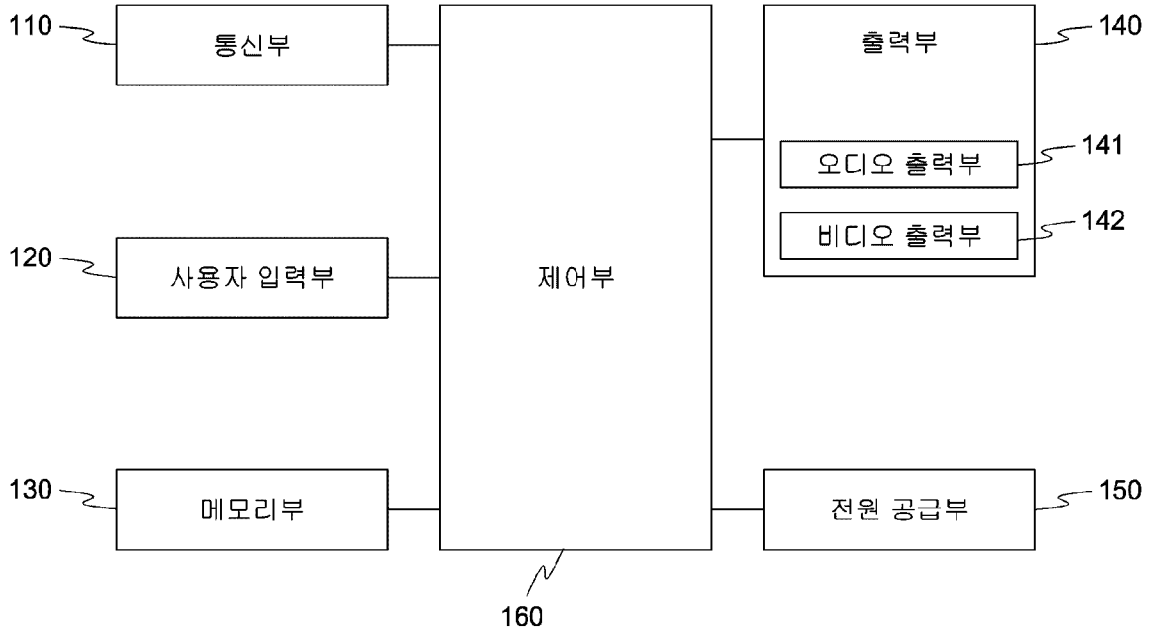 110
통신부
출력부
140
오디오 출력부
141
비디오 출력부
142
120
사용자 입력부
제어부
130
메모리부
전원 공급부
150
160